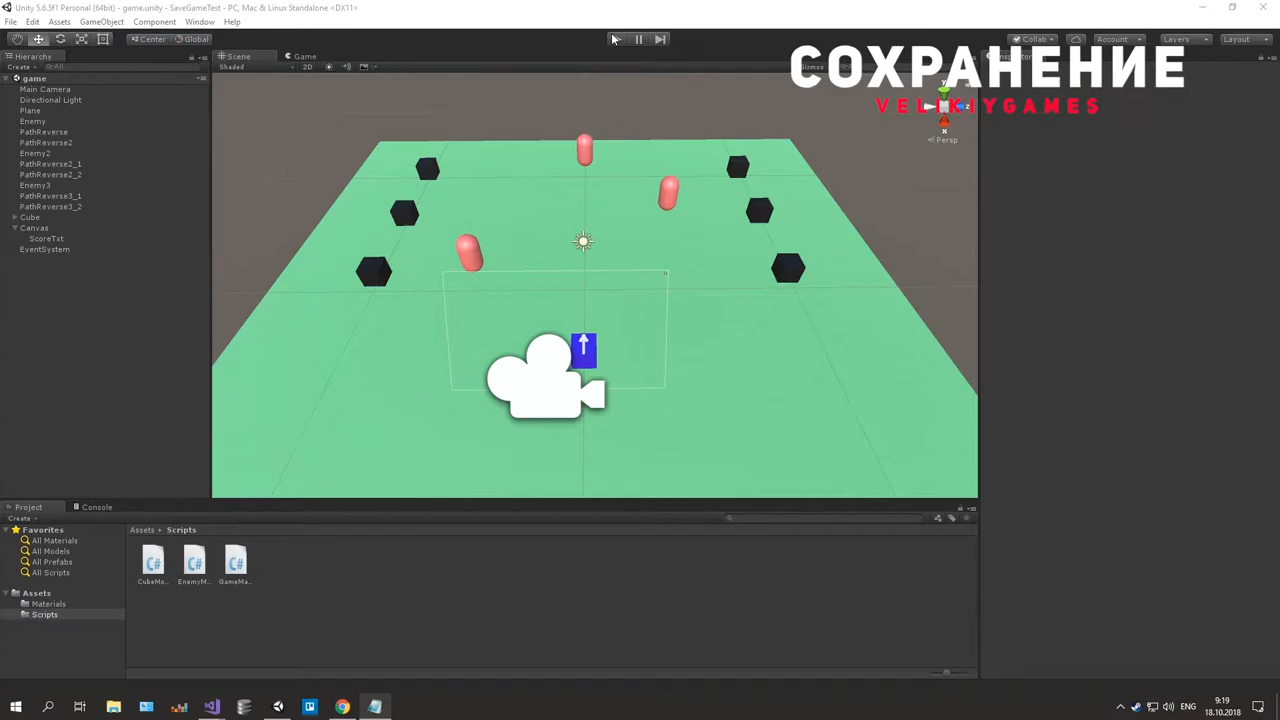 Unity 5.6.5f1 Personal (64bit) - game.unity - SaveGameTest - PC, Mac & Linux Standalone <DX11>
File Edit Assets GameObject Component Window Help
Center Global
Collab Account Layers Layout
Hierarchy
Scene Game
Create All
Shaded 2D Gizmos
СОХРАНЕНИЕ
VELIKIYGAMES
game
Main Camera
Directional Light
Plane
Enemy
PathReverse
PathReverse2
Enemy2
PathReverse2_1
PathReverse2_2
Enemy3
PathReverse3_1
PathReverse3_2
Cube
Canvas
ScoreTxt
EventSystem
y
z
x
Persp
Project Console
Create
Favorites
All Materials
All Models
All Prefabs
All Scripts
Assets
Materials
Scripts
Assets Scripts
C# C# C#
CubeMo... EnemyM... GameMa...
ENG
9:19
18.10.2018